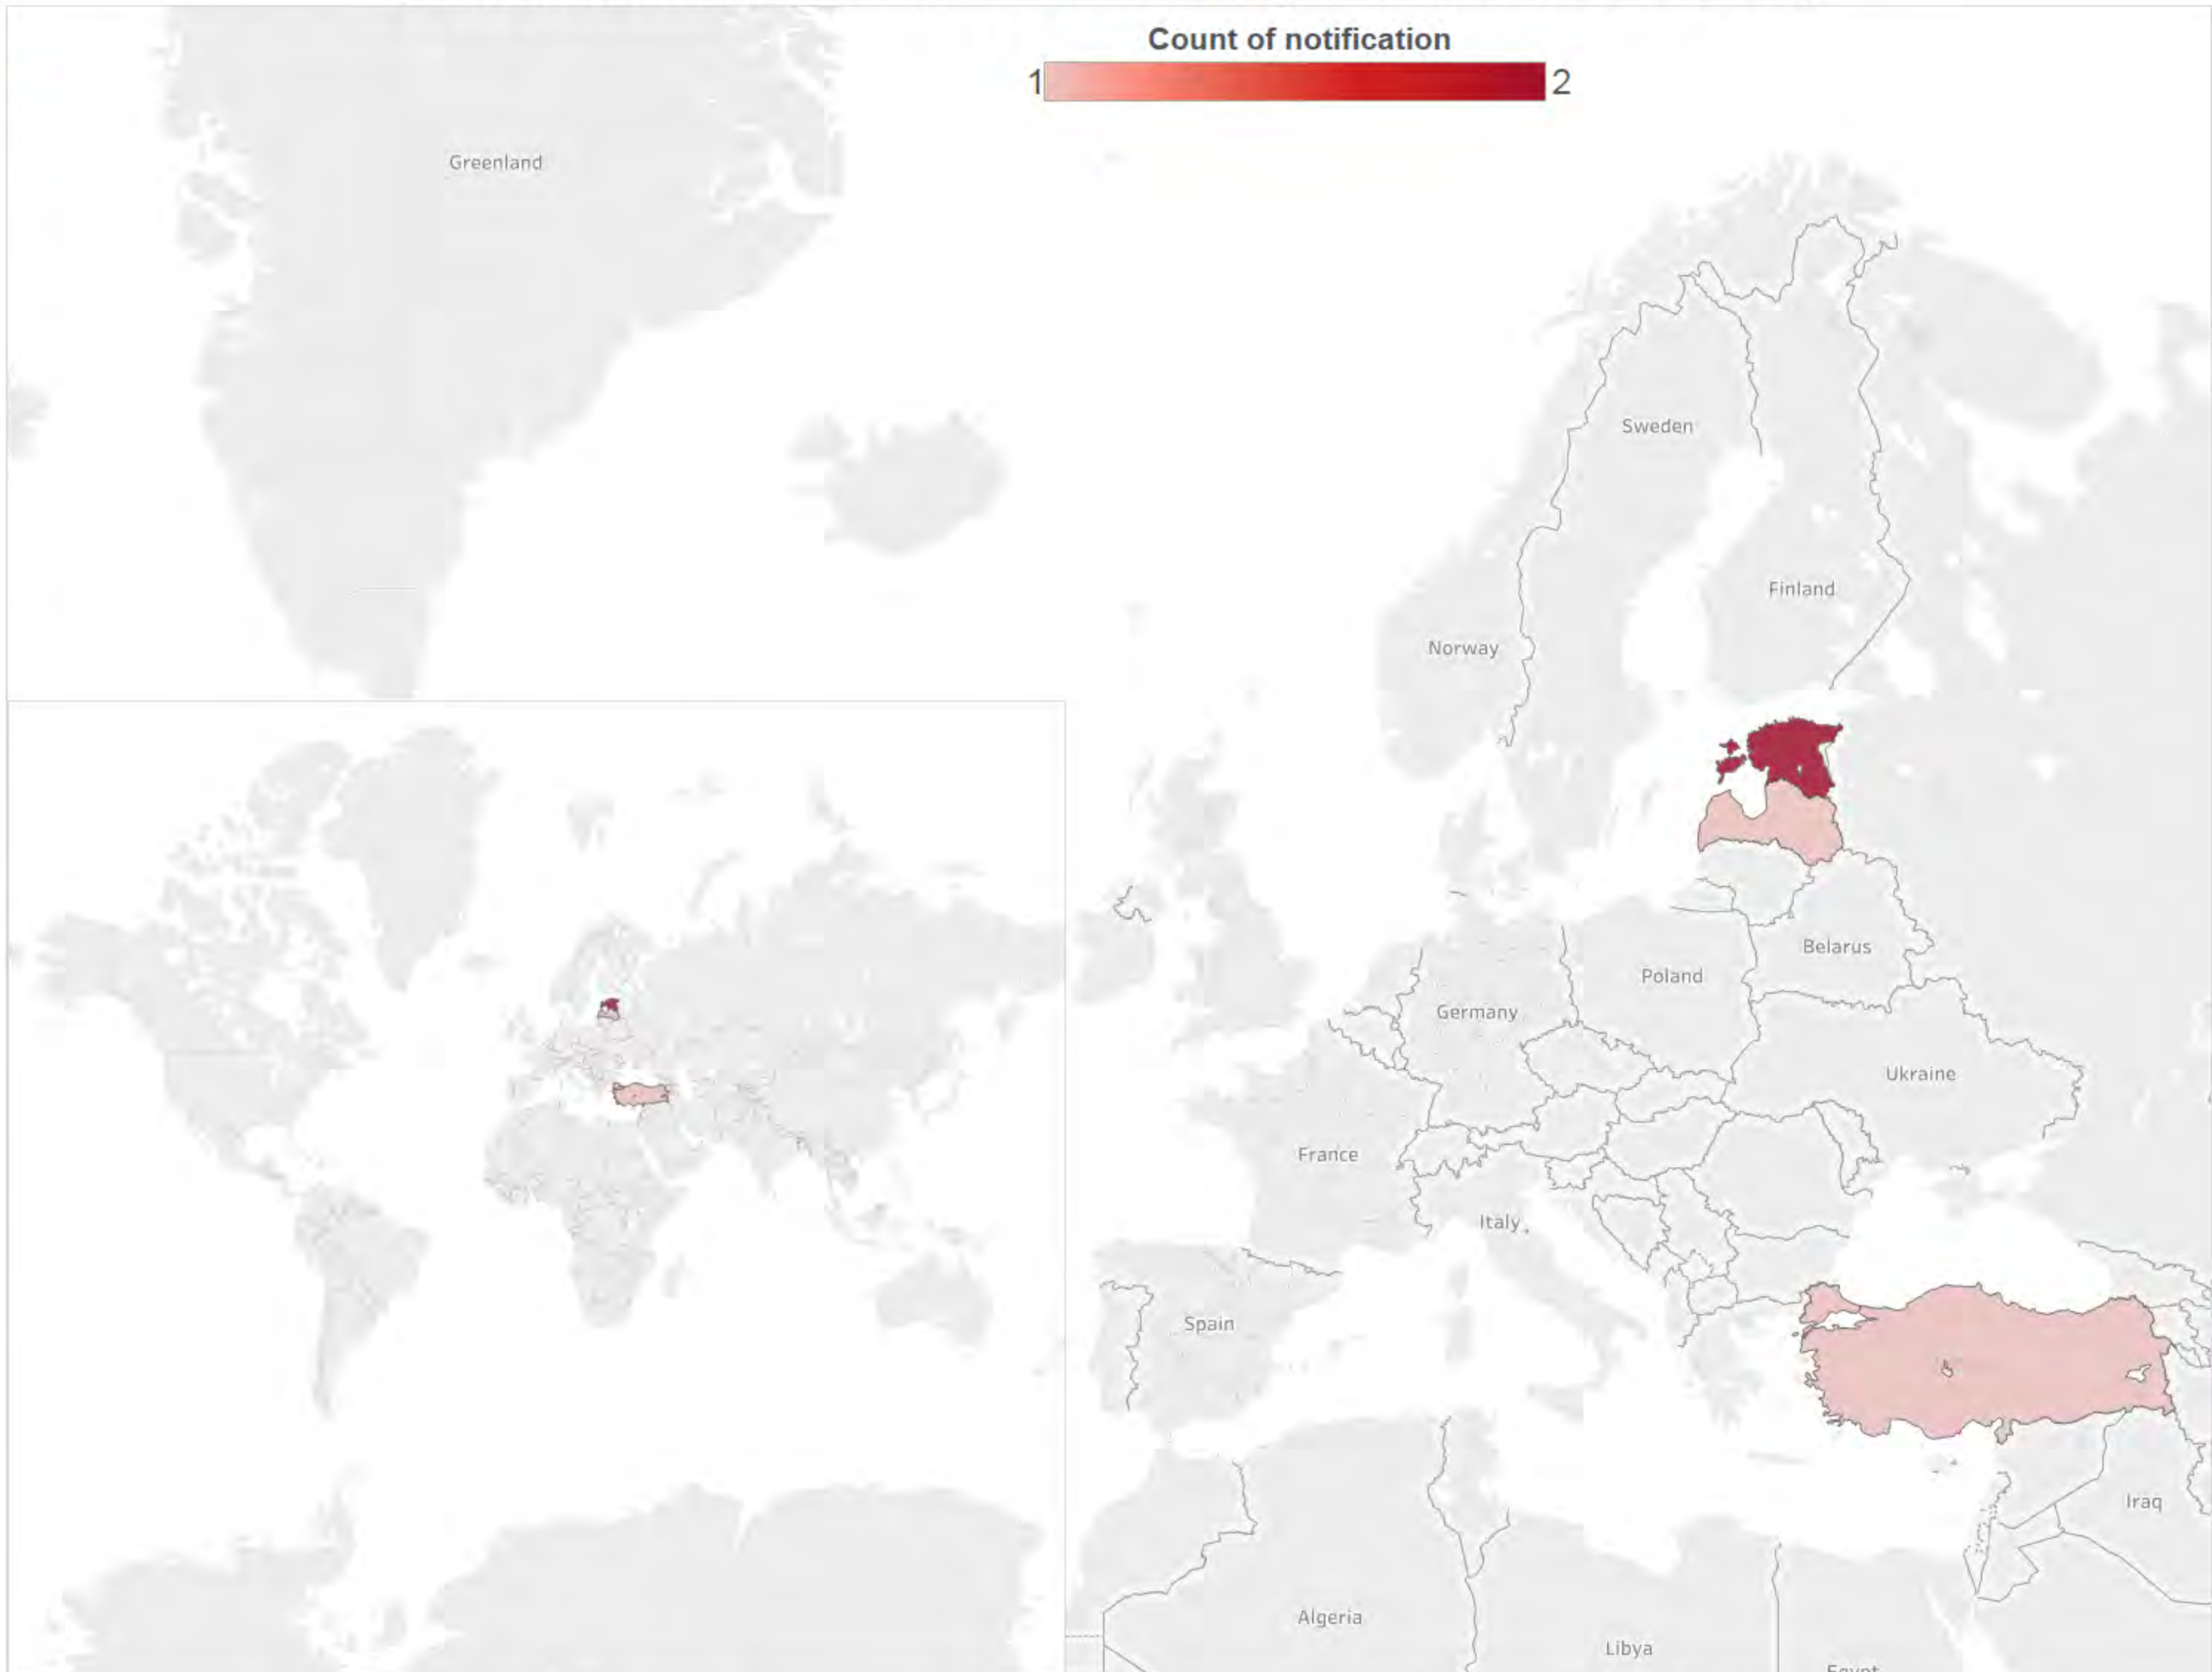 Count of notification
1 2
Greenland
Sweden
Finland
Norway
Belarus
Poland
Germany
Ukraine
France
Italy
Spain
Iraq
Algeria
Libya
Egypt